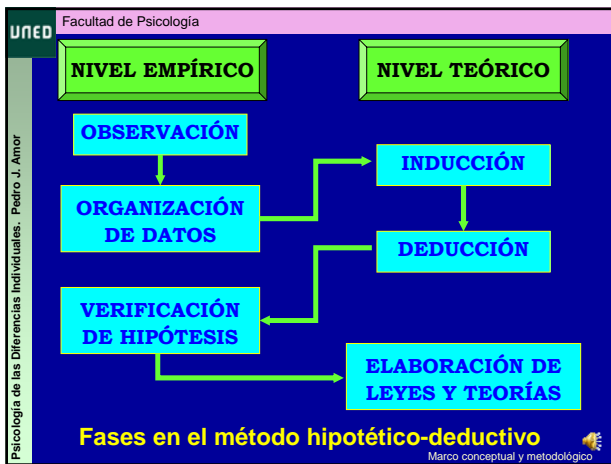 UNED
Facultad de Psicología
Psicología de las Diferencias Individuales. Pedro J. Amor
NIVEL EMPÍRICO
NIVEL TEÓRICO
OBSERVACIÓN
INDUCCIÓN
ORGANIZACIÓN
DE DATOS
DEDUCCIÓN
VERIFICACIÓN
DE HIPÓTESIS
ELABORACIÓN DE
LEYES Y TEORÍAS
Fases en el método hipotético-deductivo
Marco conceptual y metodológico